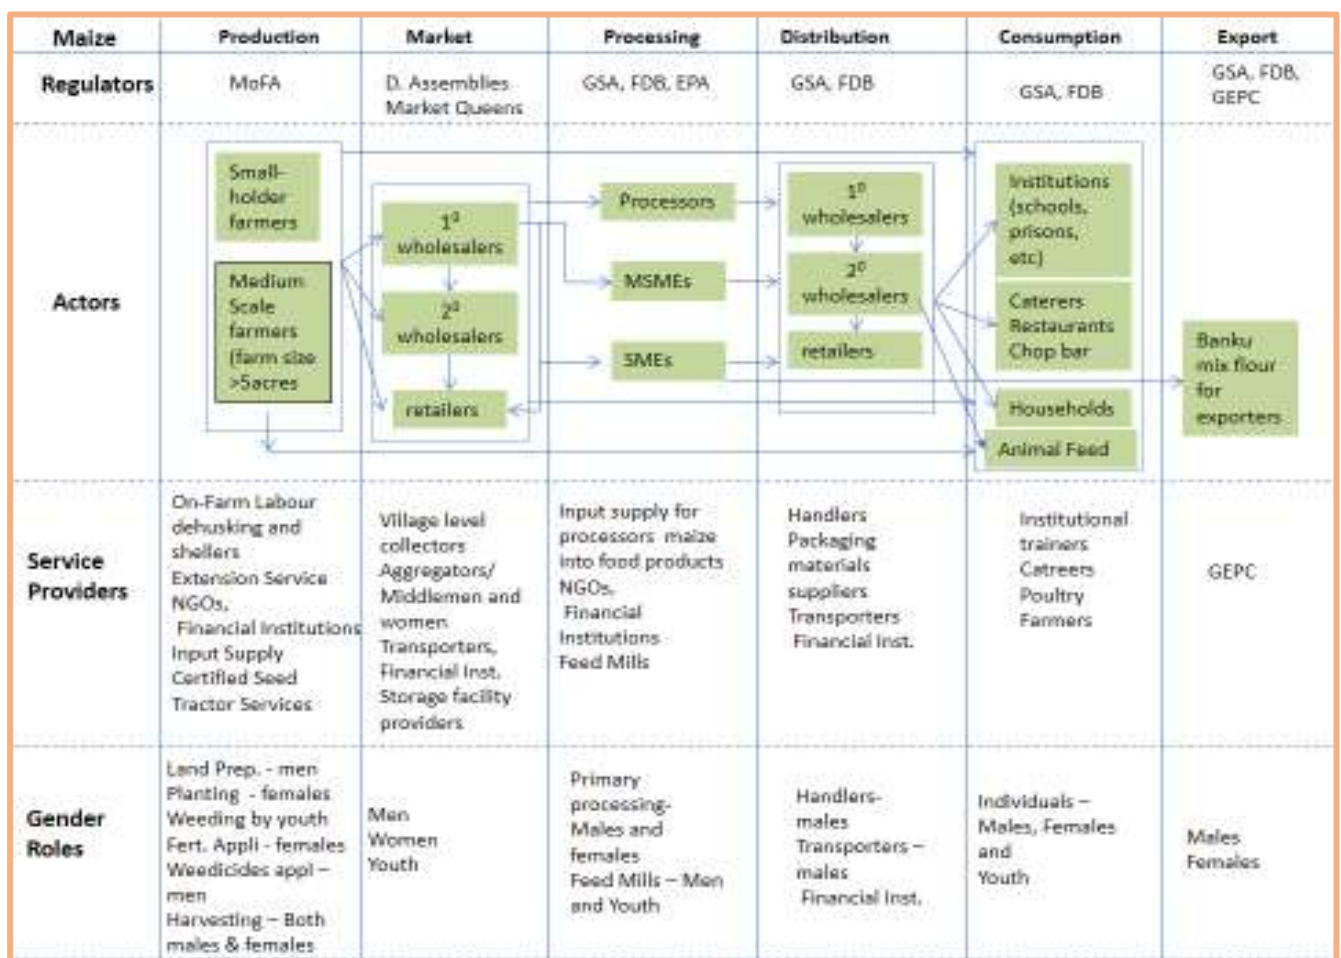 Maize
Production
Market
Processing
Distribution
Consumption
Export
Regulators
MoFA
D. Assemblies
Market Queens
GSA, FDB, EPA
GSA, FDB
GSA, FDB
GSA, FDB,
GEPC
Actors
Small-
holder
farmers
Medium
Scale
farmers
(farm size
>5acres
1⁰
wholesalers
2⁰
wholesalers
retailers
Processors
MSMEs
SMEs
1⁰
wholesalers
2⁰
wholesalers
retailers
Institutions
(schools,
prisons,
etc)
Caterers
Restaurants
Chop bar
Households
Animal Feed
Banku
mix flour
for
exporters
Service
Providers
On-Farm Labour
dehusking and
shellers
Extension Service
NGOs,
Financial Institutions
Input Supply
Certified Seed
Tractor Services
Village level
collectors
Aggregators/
Middlemen and
women
Transporters,
Financial Inst.
Storage facility
providers
Input supply for
processors maize
into food products
NGOs,
Financial
Institutions
Feed Mills
Handlers
Packaging
materials
suppliers
Transporters
Financial Inst.
Institutional
trainers
Catreers
Poultry
Farmers
GEPC
Gender
Roles
Land Prep. - men
Planting - females
Weeding by youth
Fert. Appli - females
Weedicides appl –
men
Harvesting – Both
males & females
Men
Women
Youth
Primary
processing-
Males and
females
Feed Mills – Men
and Youth
Handlers-
males
Transporters –
males
Financial Inst.
Individuals –
Males, Females
and
Youth
Males
Females